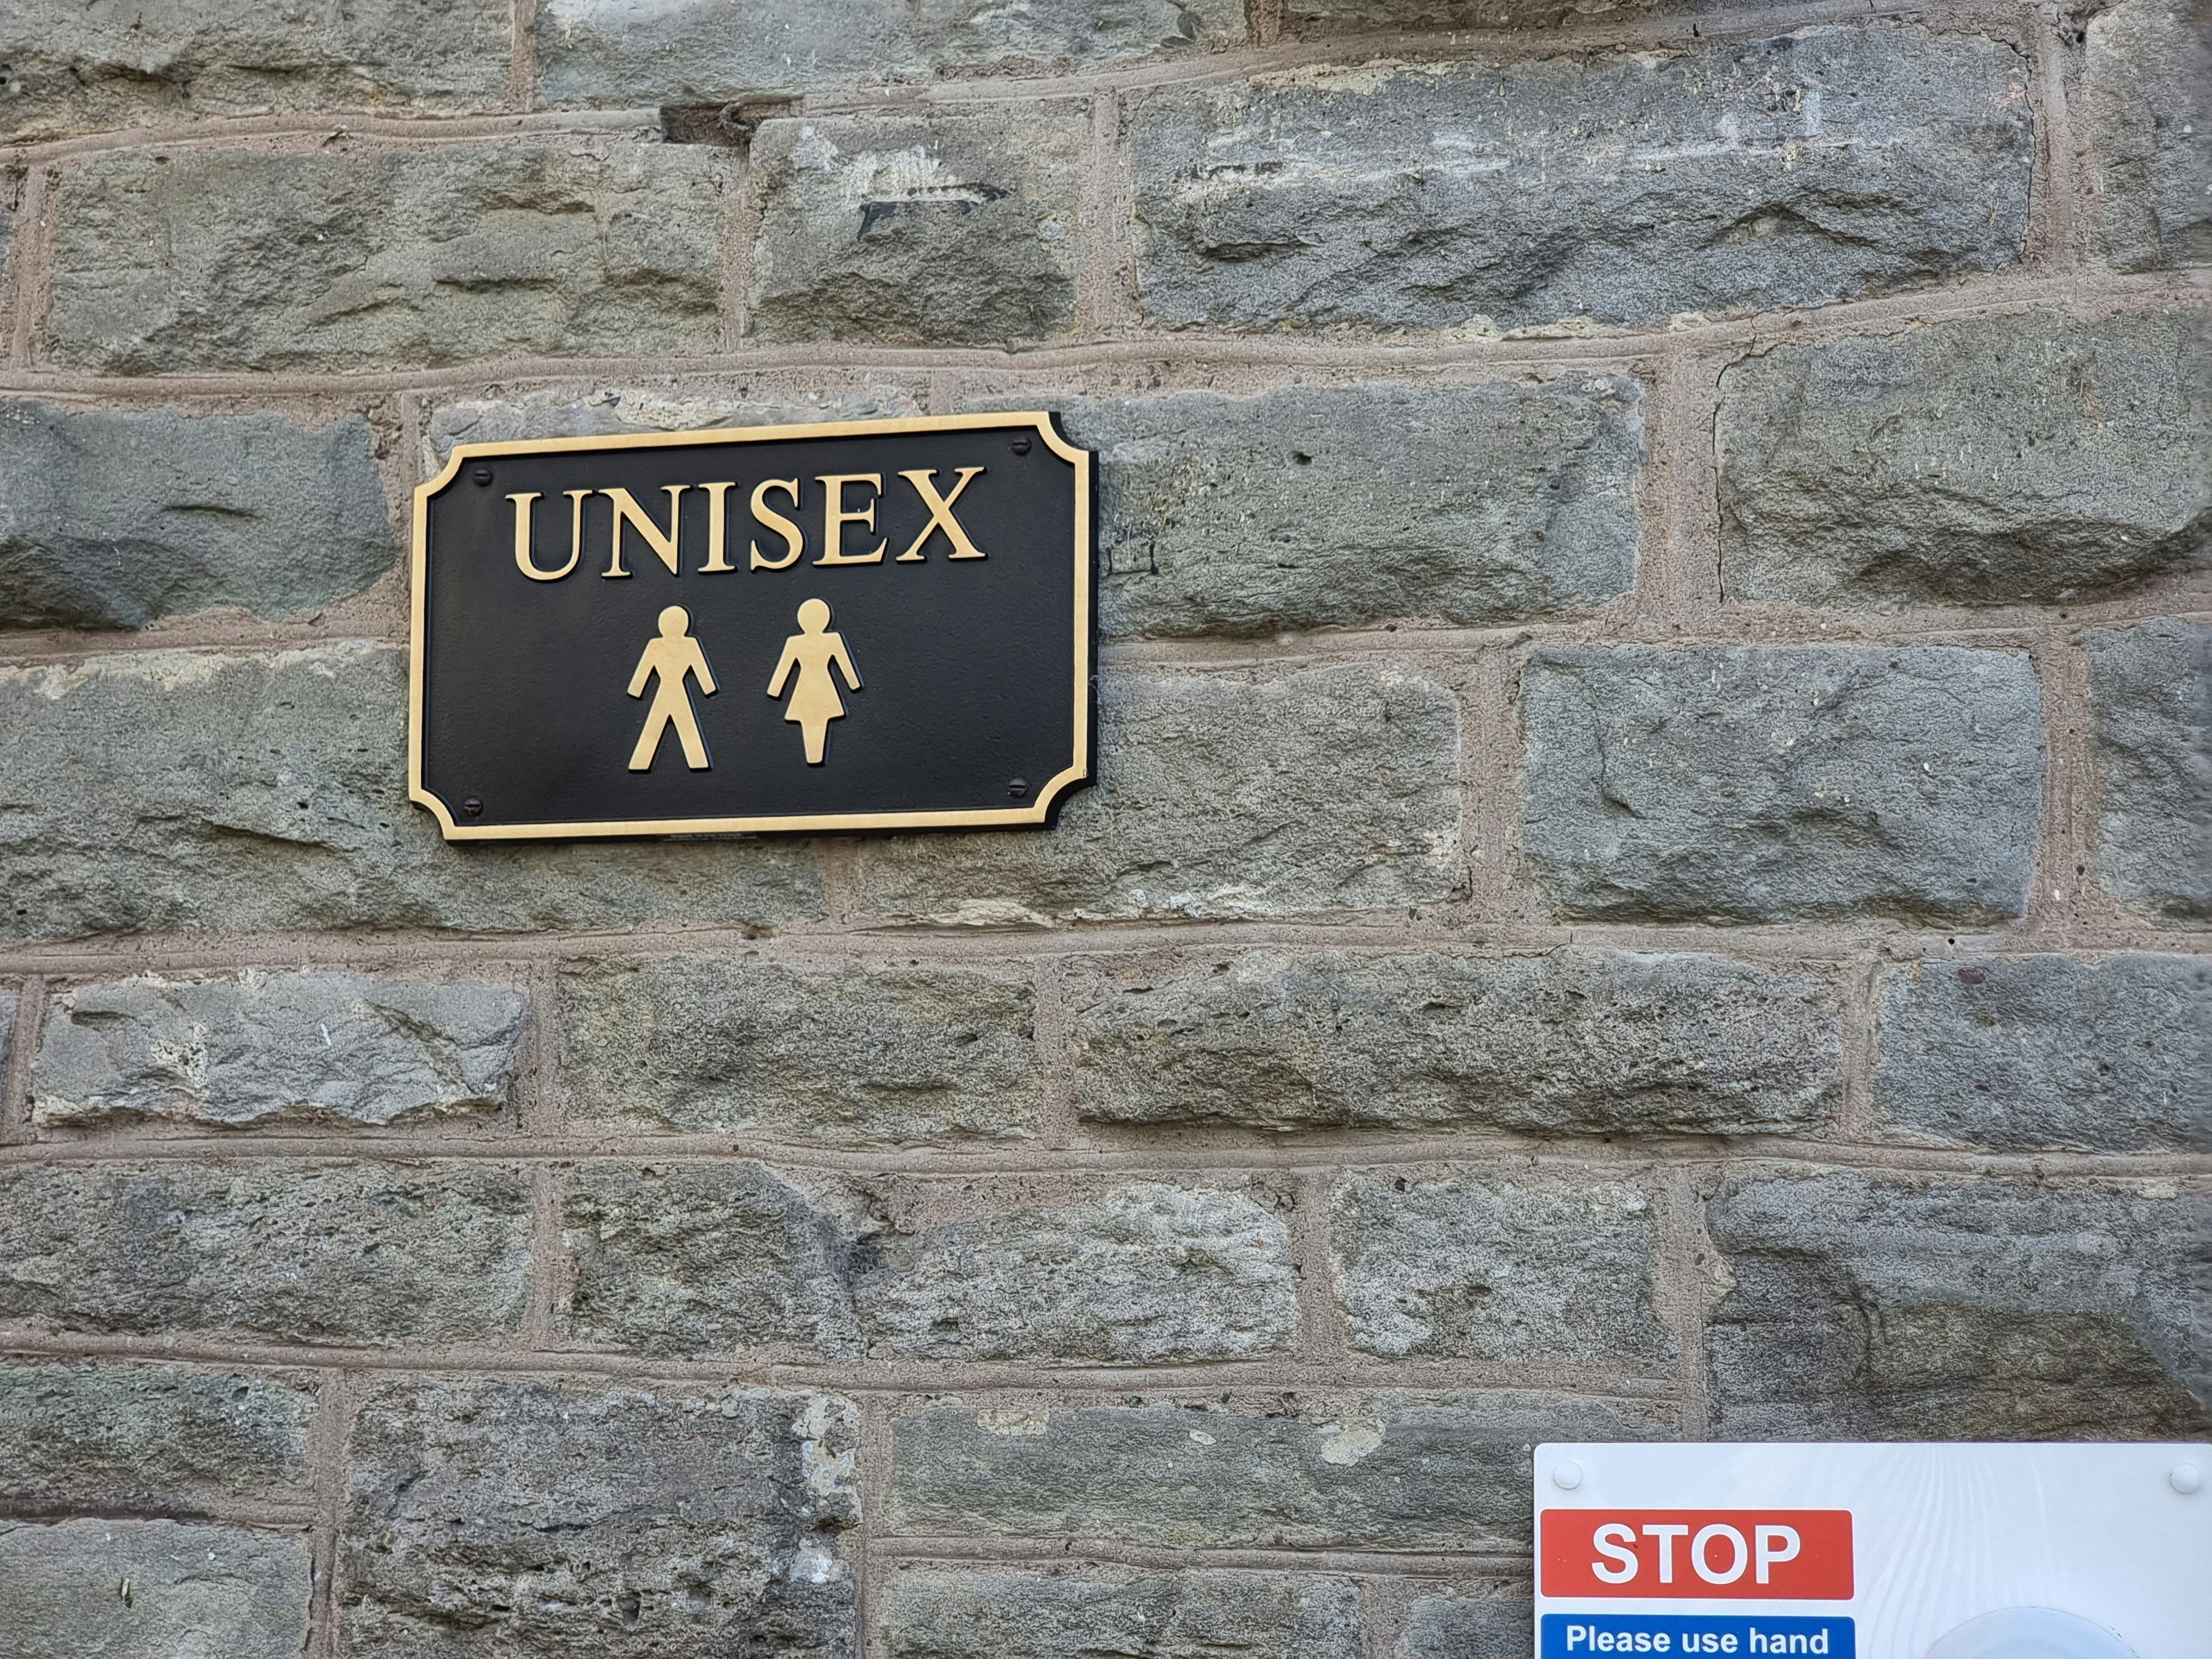 UNISEX
STOP
Please use hand